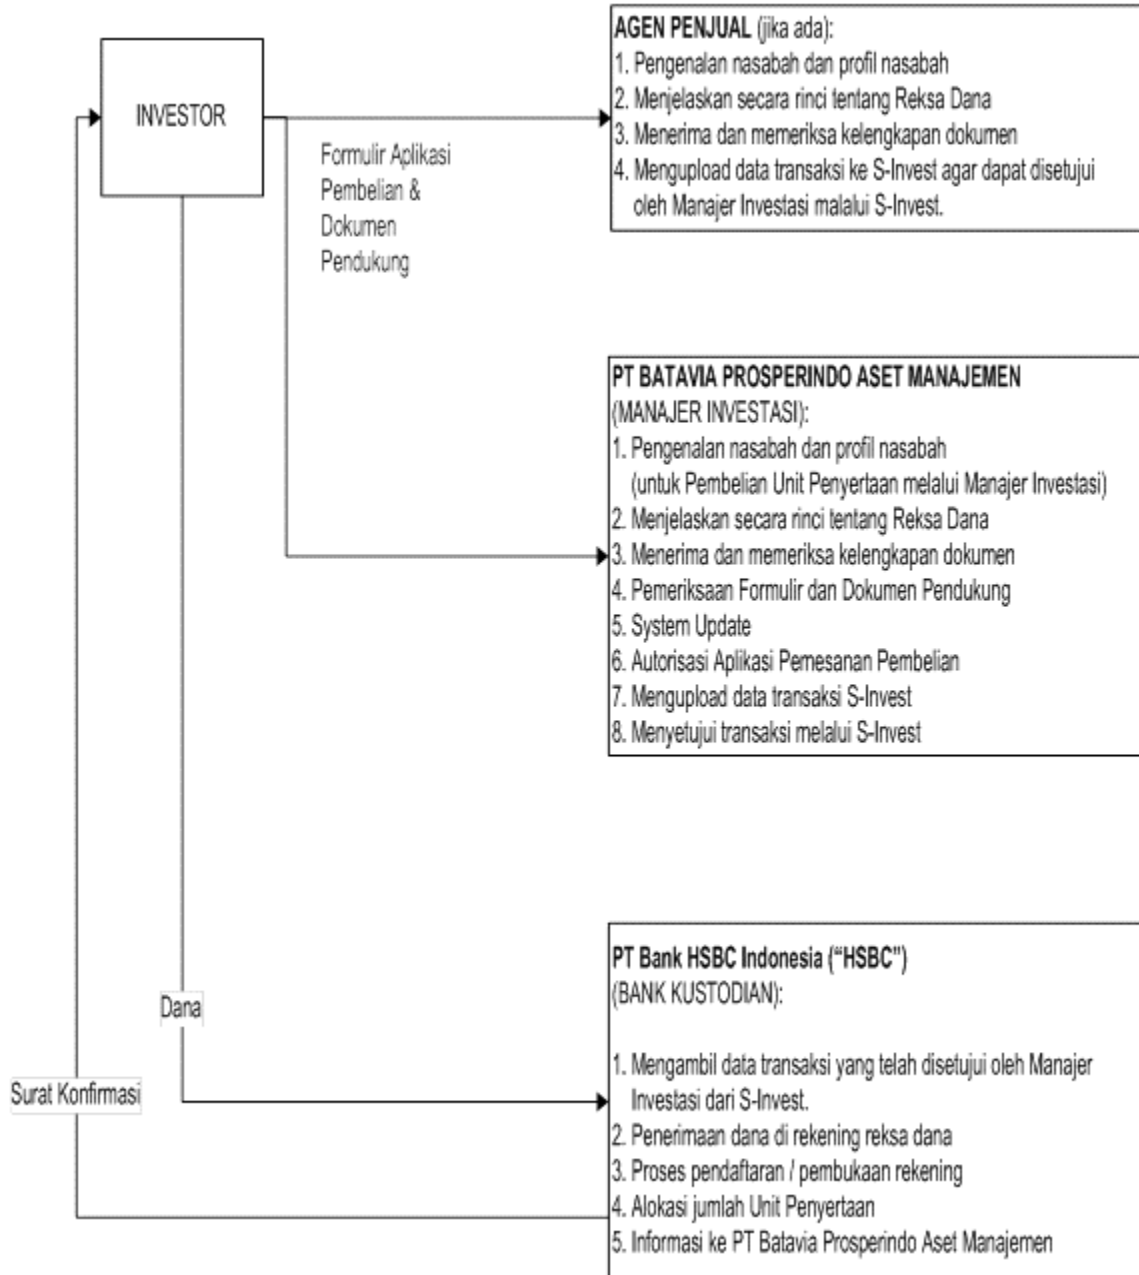 INVESTOR
Formulir Aplikasi
Pembelian &
Dokumen
Pendukung
AGEN PENJUAL (jika ada):
1. Pengenalan nasabah dan profil nasabah
2. Menjelaskan secara rinci tentang Reksa Dana
3. Menerima dan memeriksa kelengkapan dokumen
4. Mengupload data transaksi ke S-Invest agar dapat disetujui
oleh Manajer Investasi malalui S-Invest.
PT BATAVIA PROSPERINDO ASET MANAJEMEN
(MANAJER INVESTASI):
1. Pengenalan nasabah dan profil nasabah
(untuk Pembelian Unit Penyertaan melalui Manajer Investasi)
2. Menjelaskan secara rinci tentang Reksa Dana
3. Menerima dan memeriksa kelengkapan dokumen
4. Pemeriksaan Formulir dan Dokumen Pendukung
5. System Update
6. Autorisasi Aplikasi Pemesanan Pembelian
7. Mengupload data transaksi S-Invest
8. Menyetujui transaksi melalui S-Invest
Dana
Surat Konfirmasi
PT Bank HSBC Indonesia (“HSBC”)
(BANK KUSTODIAN):
1. Mengambil data transaksi yang telah disetujui oleh Manajer
Investasi dari S-Invest.
2. Penerimaan dana di rekening reksa dana
3. Proses pendaftaran / pembukaan rekening
4. Alokasi jumlah Unit Penyertaan
5. Informasi ke PT Batavia Prosperindo Aset Manajemen